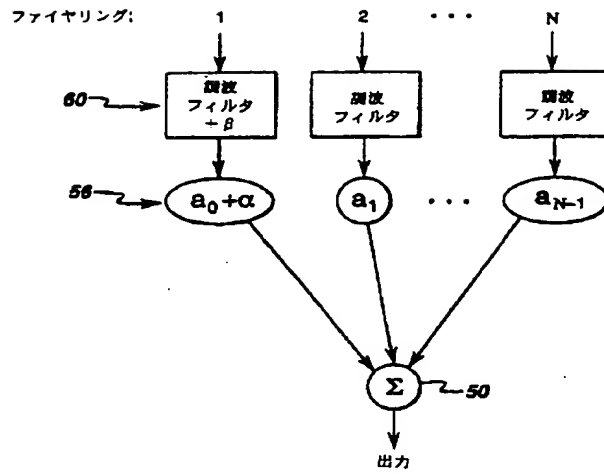 ファイヤリング: 1 2 ・・・ N
60 調波 調波 調波
フィルタ フィルタ フィルタ
+ β
56 a₀+α a₁ ・・・ a_{N-1}
Σ 50
出力